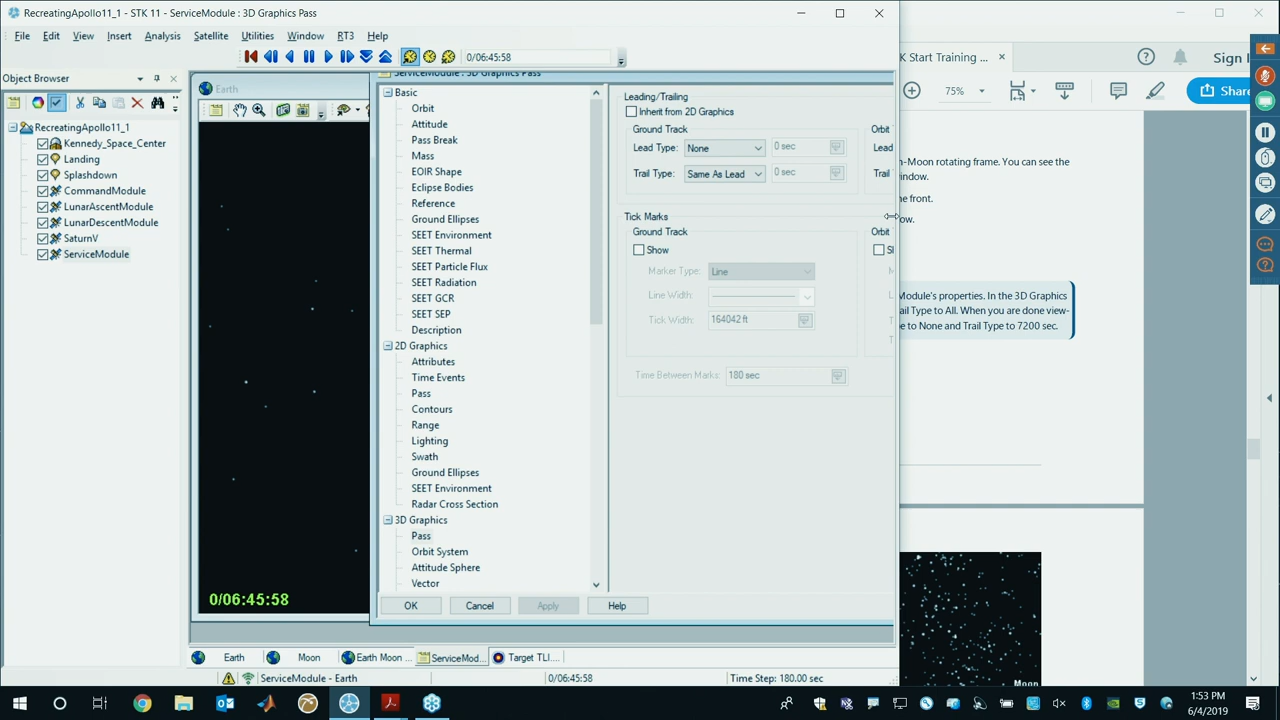 RecreatingApollo11_1 - STK 11 - ServiceModule : 3D Graphics Pass
File Edit View Insert Analysis Satellite Utilities Window RT3 Help
0/06:45:58
Object Browser
RecreatingApollo11_1
Kennedy_Space_Center
Landing
Splashdown
CommandModule
LunarAscentModule
LunarDescentModule
SaturnV
ServiceModule
Earth
0/06:45:58
ServiceModule : 3D Graphics Pass
Basic
Orbit
Attitude
Pass Break
Mass
EOIR Shape
Eclipse Bodies
Reference
Ground Ellipses
SEET Environment
SEET Thermal
SEET Particle Flux
SEET Radiation
SEET GCR
SEET SEP
Description
2D Graphics
Attributes
Time Events
Pass
Contours
Range
Lighting
Swath
Ground Ellipses
SEET Environment
Radar Cross Section
3D Graphics
Pass
Orbit System
Attitude Sphere
Vector
Leading/Trailing
Inherit from 2D Graphics
Ground Track
Orbit
Lead Type: None 0 sec
Lead
Trail Type: Same As Lead 0 sec
Trail
Tick Marks
Ground Track
Orbit
Show
Marker Type: Line
Line Width:
Tick Width: 164042 ft
Time Between Marks: 180 sec
OK Cancel Apply Help
Earth Moon Earth Moon ... ServiceMod... Target TLI...
ServiceModule - Earth 0/06:45:58 Time Step: 180.00 sec
K Start Training ... × Sign I
75% Share
n-Moon rotating frame. You can see the
indow.
he front.
ow.
Module's properties. In the 3D Graphics
ail Type to All. When you are done view-
pe to None and Trail Type to 7200 sec.
Moon
1:53 PM
6/4/2019